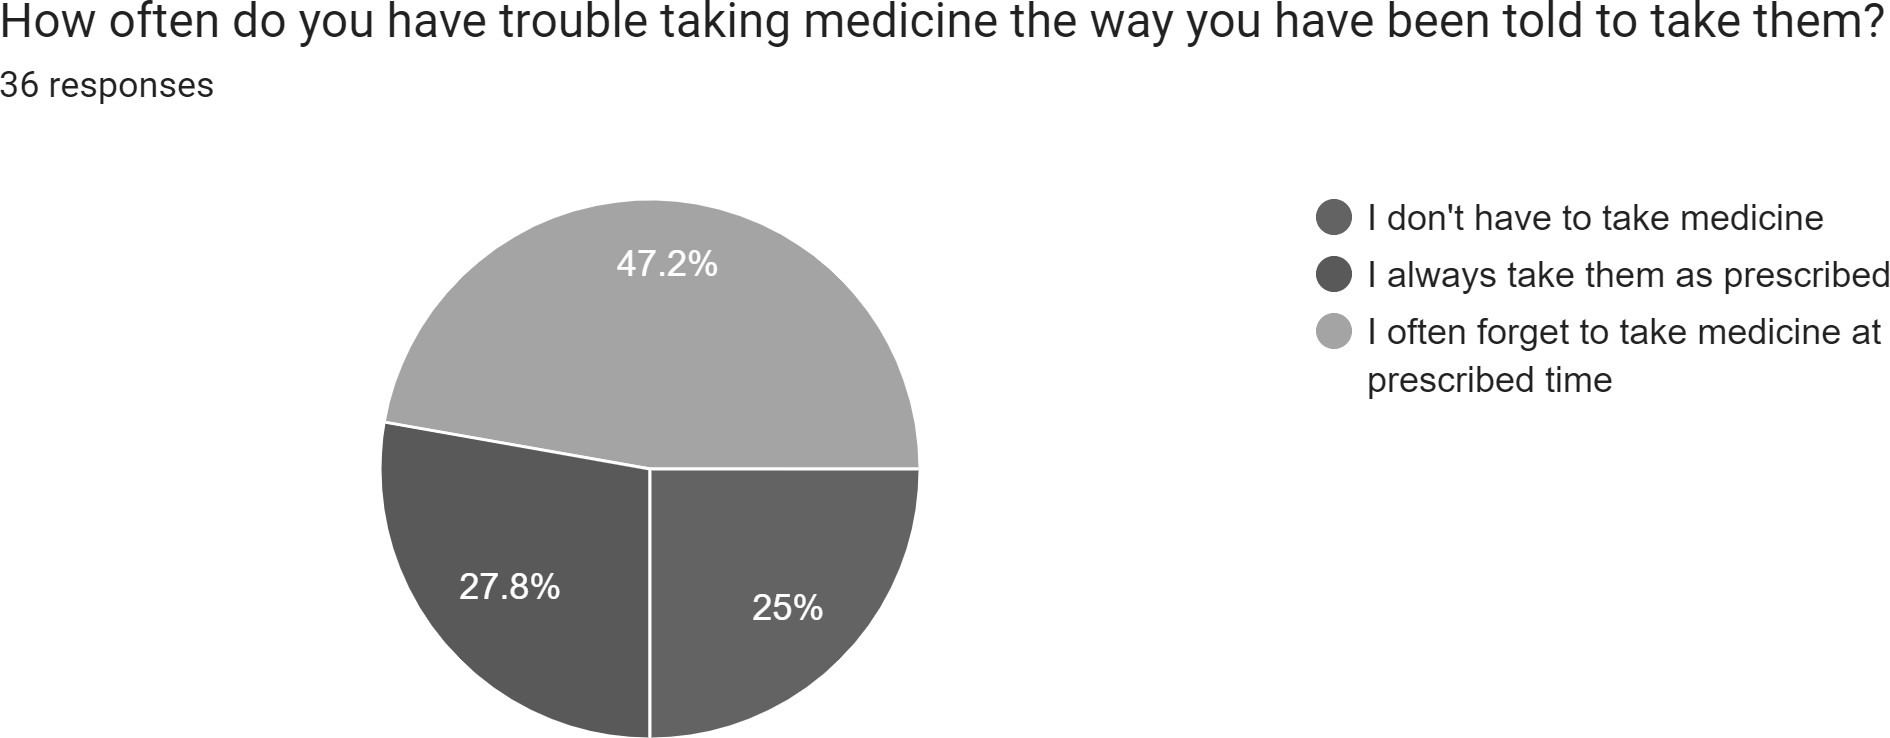 How often do you have trouble taking medicine the way you have been told to take them?
36 responses
47.2%
27.8%
25%
I don't have to take medicine
I always take them as prescribed
I often forget to take medicine at
prescribed time